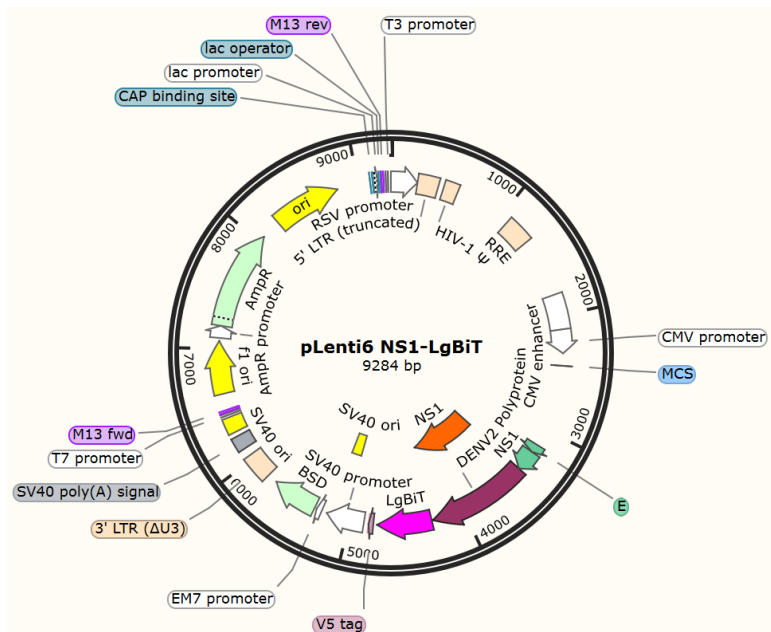 M13 rev
T3 promoter
lac operator
lac promoter
CAP binding site
9000
1000
ori
RSV promoter
5' LTR (truncated)
HIV-1 Ψ
RRE
8000
2000
AmpR
AmpR promoter
CMV enhancer
CMV promoter
pLenti6 NS1-LgBiT
9284 bp
7000
f1 ori
MCS
M13 fwd
T7 promoter
SV40 ori
SV40 ori
NS1
DENV2 Polyprotein
NS1
3000
SV40 poly(A) signal
SV40 promoter
BSD
LgBiT
E
3' LTR (ΔU3)
6000
4000
5000
EM7 promoter
V5 tag